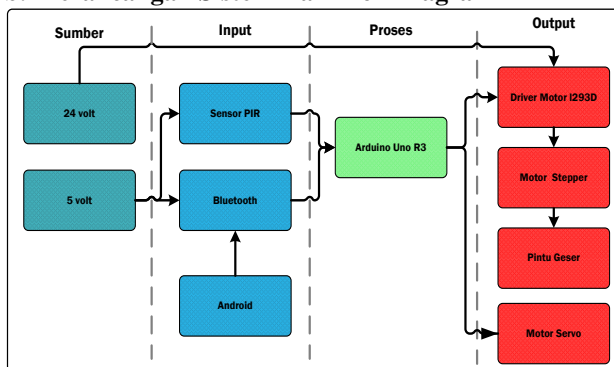 Sumber
Input
Proses
Output
24 volt
Sensor PIR
Driver Motor l293D
Arduino Uno R3
Motor Stepper
5 volt
Bluetooth
Pintu Geser
Android
Motor Servo